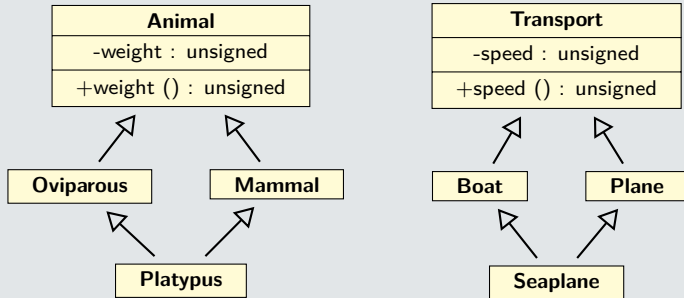 Animal
-weight : unsigned
+weight () : unsigned
Oviparous
Mammal
Platypus
Transport
-speed : unsigned
+speed () : unsigned
Boat
Plane
Seaplane